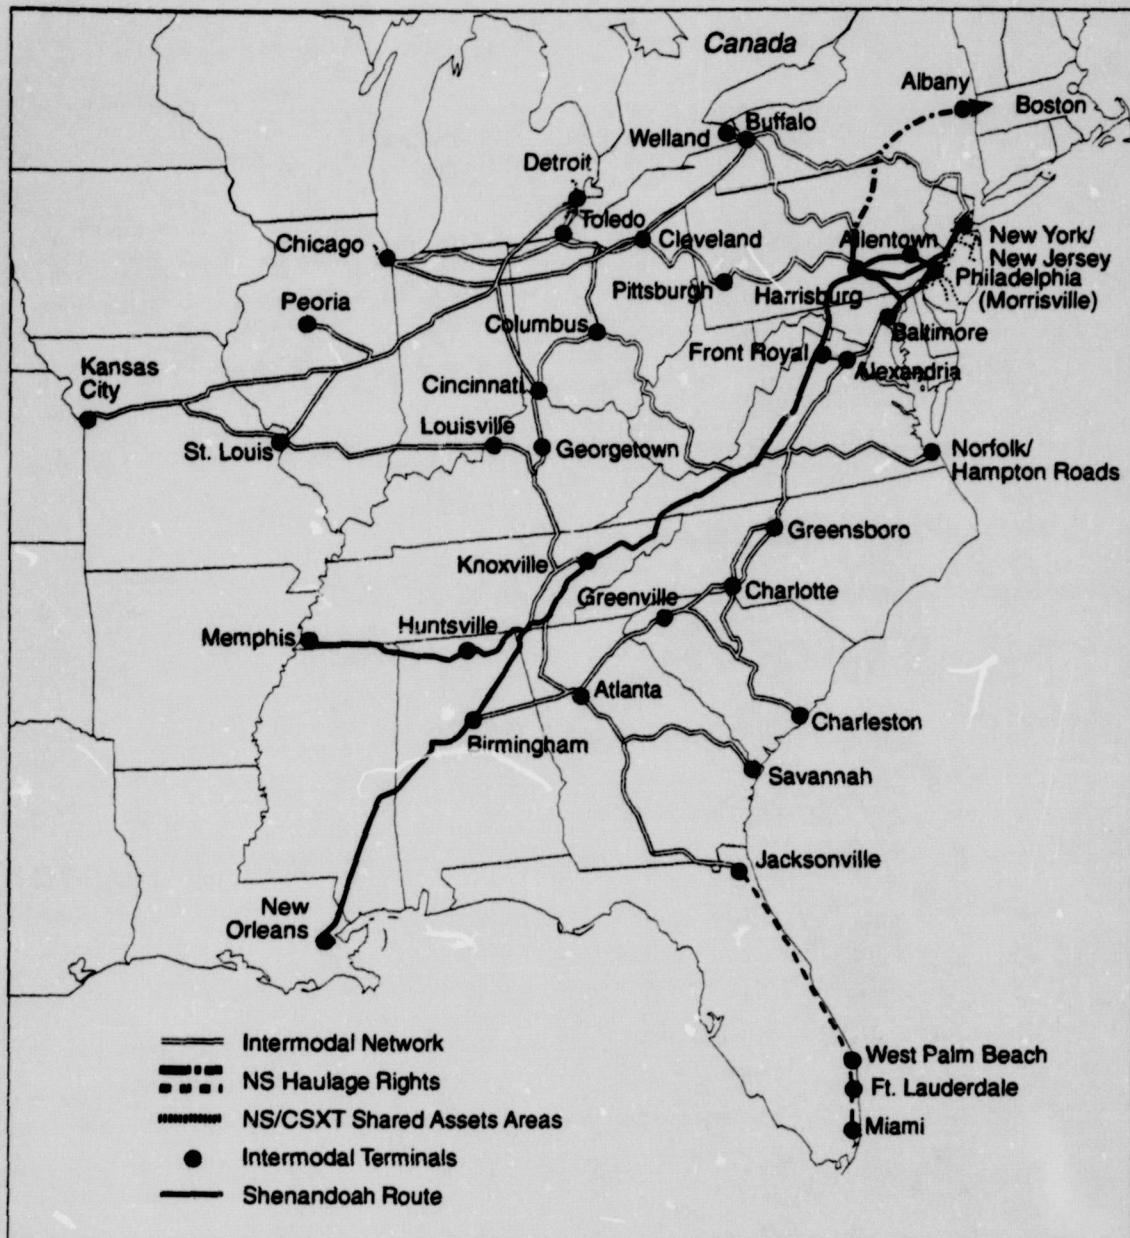 Canada
Albany
Boston
Buffalo
Welland
Detroit
Toledo
Chicago
Cleveland
Allentown
New York/
New Jersey
Pittsburgh
Harrisburg
Philadelphia
(Morrisville)
Peoria
Columbus
Baltimore
Front Royal
Alexandria
Kansas
City
Cincinnati
Louisville
St. Louis
Georgetown
Norfolk/
Hampton Roads
Greensboro
Knoxville
Greenville
Charlotte
Memphis
Huntsville
Atlanta
Charleston
Birmingham
Savannah
Jacksonville
New
Orleans
West Palm Beach
Ft. Lauderdale
Miami
Intermodal Network
NS Haulage Rights
NS/CSXT Shared Assets Areas
Intermodal Terminals
Shenandoah Route